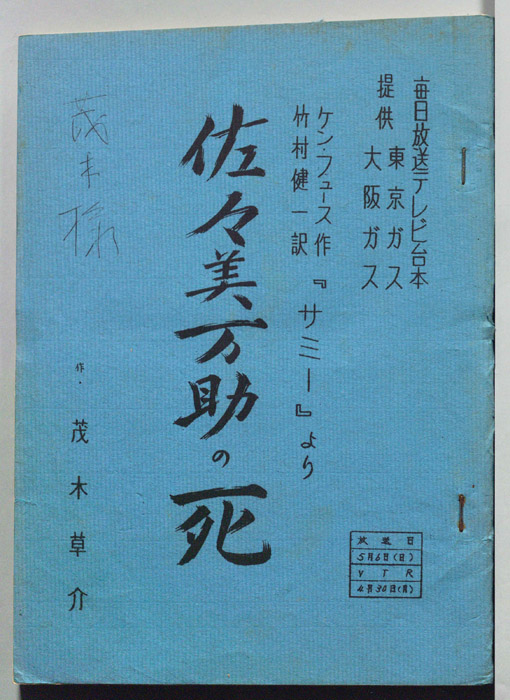 毎日放送テレビ台本
提供 東京ガス
大阪ガス
ケン・フュース作
竹村健一訳
『サミー』より
佐々美万助の死
作・茂木草介
茂木様
放送日
5月6日(日)
VTR
4月30日(月)